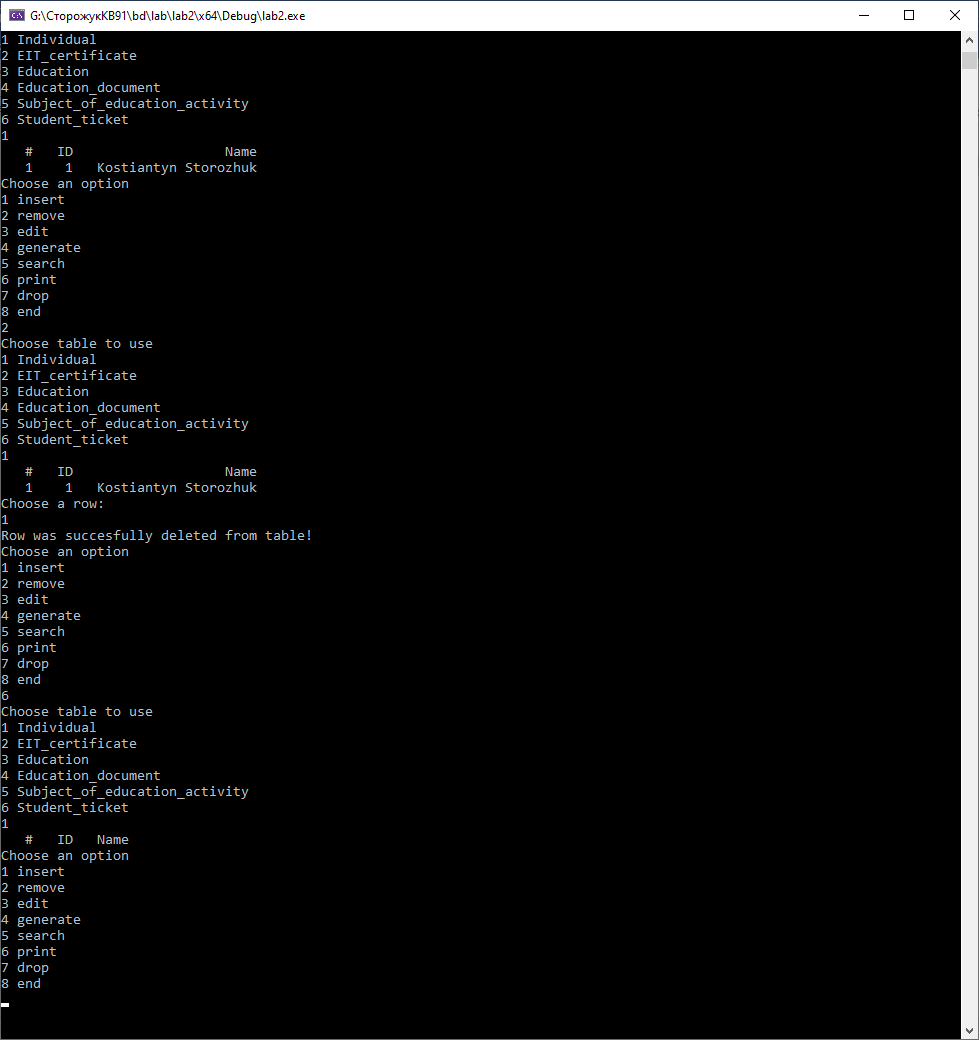 G:\СторожукКВ91\bd\lab\lab2\x64\Debug\lab2.exe
1 Individual
2 EIT_certificate
3 Education
4 Education_document
5 Subject_of_education_activity
6 Student_ticket
1
   #   ID                   Name
   1    1   Kostiantyn Storozhuk
Choose an option
1 insert
2 remove
3 edit
4 generate
5 search
6 print
7 drop
8 end
2
Choose table to use
1 Individual
2 EIT_certificate
3 Education
4 Education_document
5 Subject_of_education_activity
6 Student_ticket
1
   #   ID                   Name
   1    1   Kostiantyn Storozhuk
Choose a row:
1
Row was succesfully deleted from table!
Choose an option
1 insert
2 remove
3 edit
4 generate
5 search
6 print
7 drop
8 end
6
Choose table to use
1 Individual
2 EIT_certificate
3 Education
4 Education_document
5 Subject_of_education_activity
6 Student_ticket
1
   #   ID   Name
Choose an option
1 insert
2 remove
3 edit
4 generate
5 search
6 print
7 drop
8 end